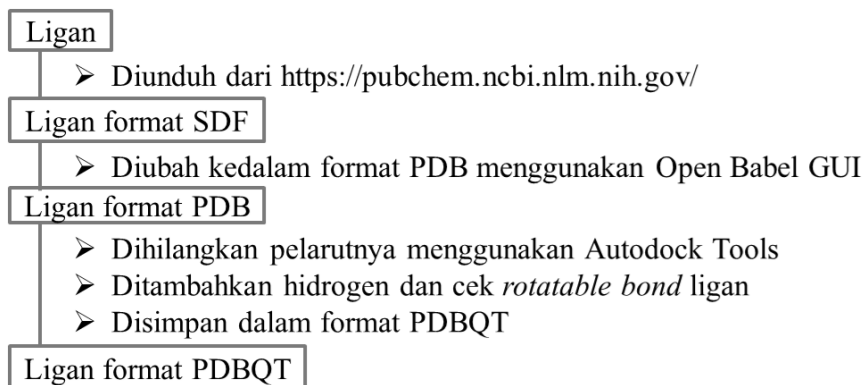 Ligan
➢ Diunduh dari https://pubchem.ncbi.nlm.nih.gov/
Ligan format SDF
➢ Diubah kedalam format PDB menggunakan Open Babel GUI
Ligan format PDB
➢ Dihilangkan pelarutnya menggunakan Autodock Tools
➢ Ditambahkan hidrogen dan cek rotatable bond ligan
➢ Disimpan dalam format PDBQT
Ligan format PDBQT